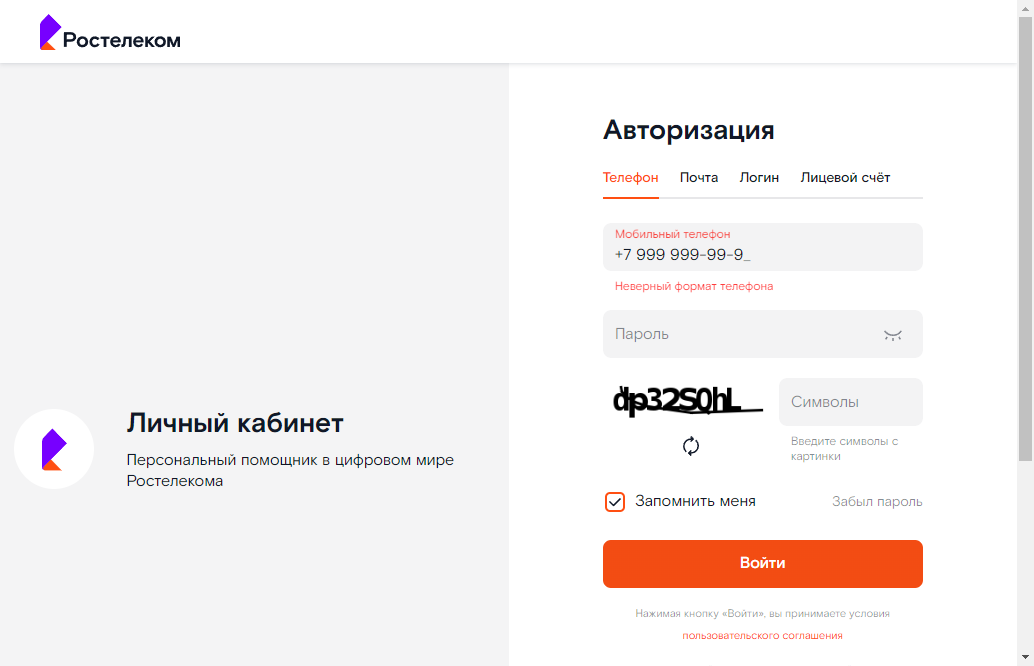 Ростелеком
Авторизация
Телефон Почта Логин Лицевой счёт
Мобильный телефон
+7 999 999-99-9_
Неверный формат телефона
Пароль
dp32S0hL
Символы
Введите символы с
картинки
Личный кабинет
Персональный помощник в цифровом мире
Ростелекома
Запомнить меня Забыл пароль
Войти
Нажимая кнопку «Войти», вы принимаете условия
пользовательского соглашения